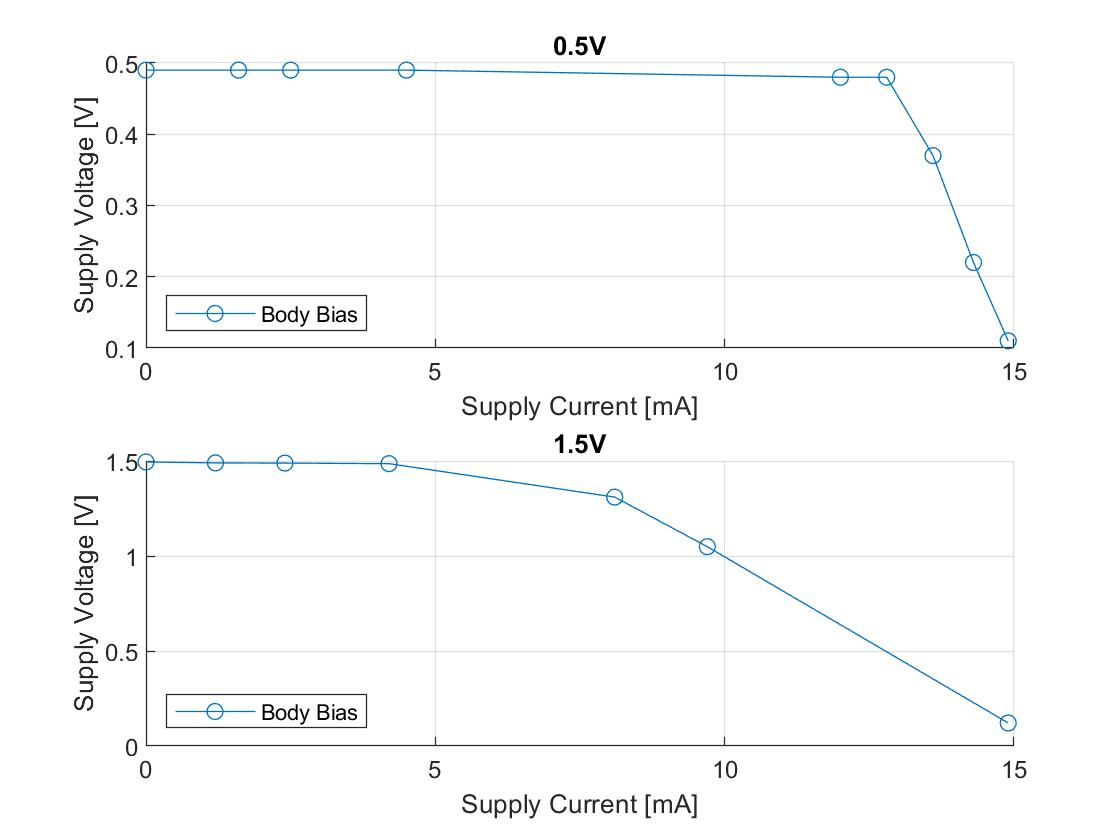 0.5V
Supply Voltage [V]
0.5
0.4
0.3
0.2
0.1
Body Bias
0 5 10 15
Supply Current [mA]
1.5V
Supply Voltage [V]
1.5
1
0.5
0
Body Bias
0 5 10 15
Supply Current [mA]